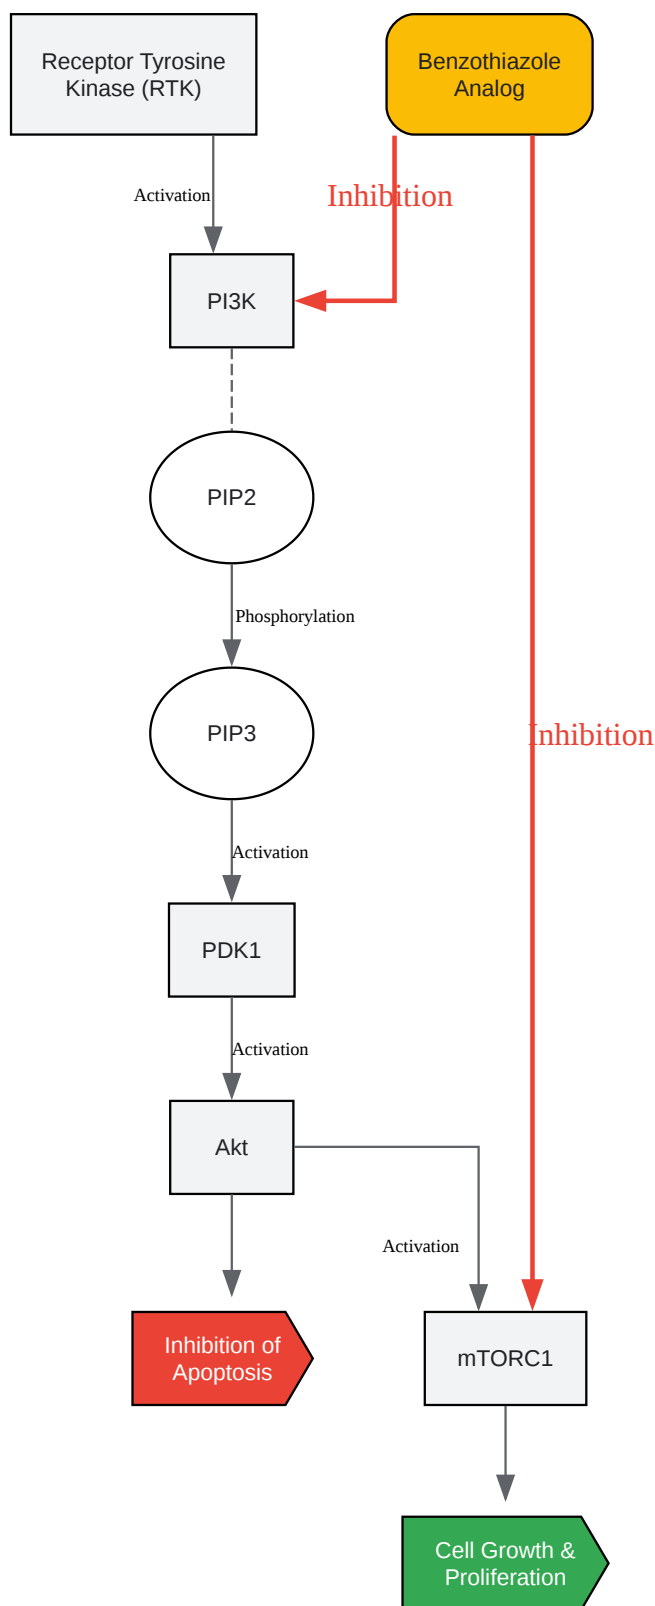 Receptor Tyrosine
Kinase (RTK)
Benzothiazole
Analog
Activation
Inhibition
PI3K
PIP2
Phosphorylation
PIP3
Inhibition
Activation
PDK1
Activation
Akt
Activation
Inhibition of
Apoptosis
mTORC1
Cell Growth &
Proliferation